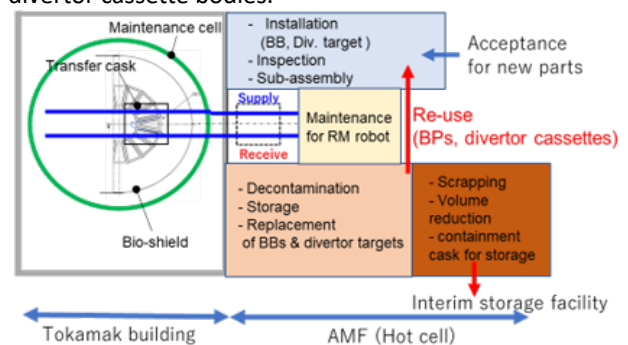 divertor cassette bodies.
Maintenance cell
Transfer cask
Bio-shield
- Installation
(BB, Div. target )
- Inspection
- Sub-assembly
Acceptance
for new parts
Supply
Receive
Maintenance
for RM robot
Re-use
(BPs, divertor cassettes)
- Decontamination
- Storage
- Replacement
of BBs & divertor targets
- Scrapping
- Volume
reduction
- containment
cask for storage
Interim storage facility
Tokamak building
AMF (Hot cell)